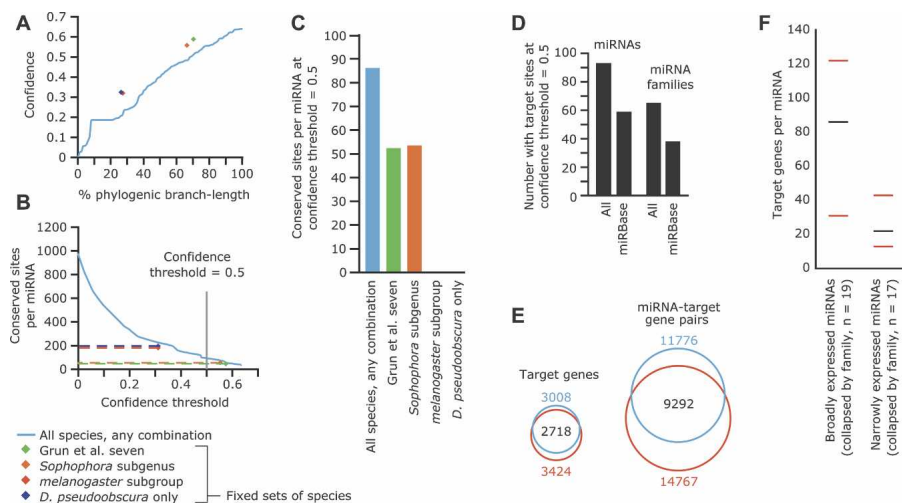 A
Confidence
0.7
0.6
0.5
0.4
0.3
0.2
0.1
0
0 20 40 60 80 100
% phylogenic branch-length
B
Conserved sites
per miRNA
1200
1000
800
600
400
200
0
Confidence
threshold = 0.5
0 0.2 0.4 0.6
Confidence threshold
All species, any combination
Grun et al. seven
Sophophora subgenus
melanogaster subgroup
D. pseudoobscura only
Fixed sets of species
C
Conserved sites per miRNA at
confidence threshold = 0.5
100
90
80
70
60
50
40
30
20
10
0
All species, any combination
Grun et al. seven
Sophophora subgenus
melanogaster subgroup
D. pseudoobscura only
D
Number with target sites at
confidence threshold = 0.5
100
80
60
40
20
0
miRNAs
miRNA
families
All
miRBase
All
miRBase
E
Target genes
3008
2718
3424
miRNA-target
gene pairs
11776
9292
14767
F
Target genes per miRNA
140
120
100
80
60
40
20
0
Broadly expressed miRNAs
(collapsed by family, n = 19)
Narrowly expressed miRNAs
(collapsed by family, n = 17)